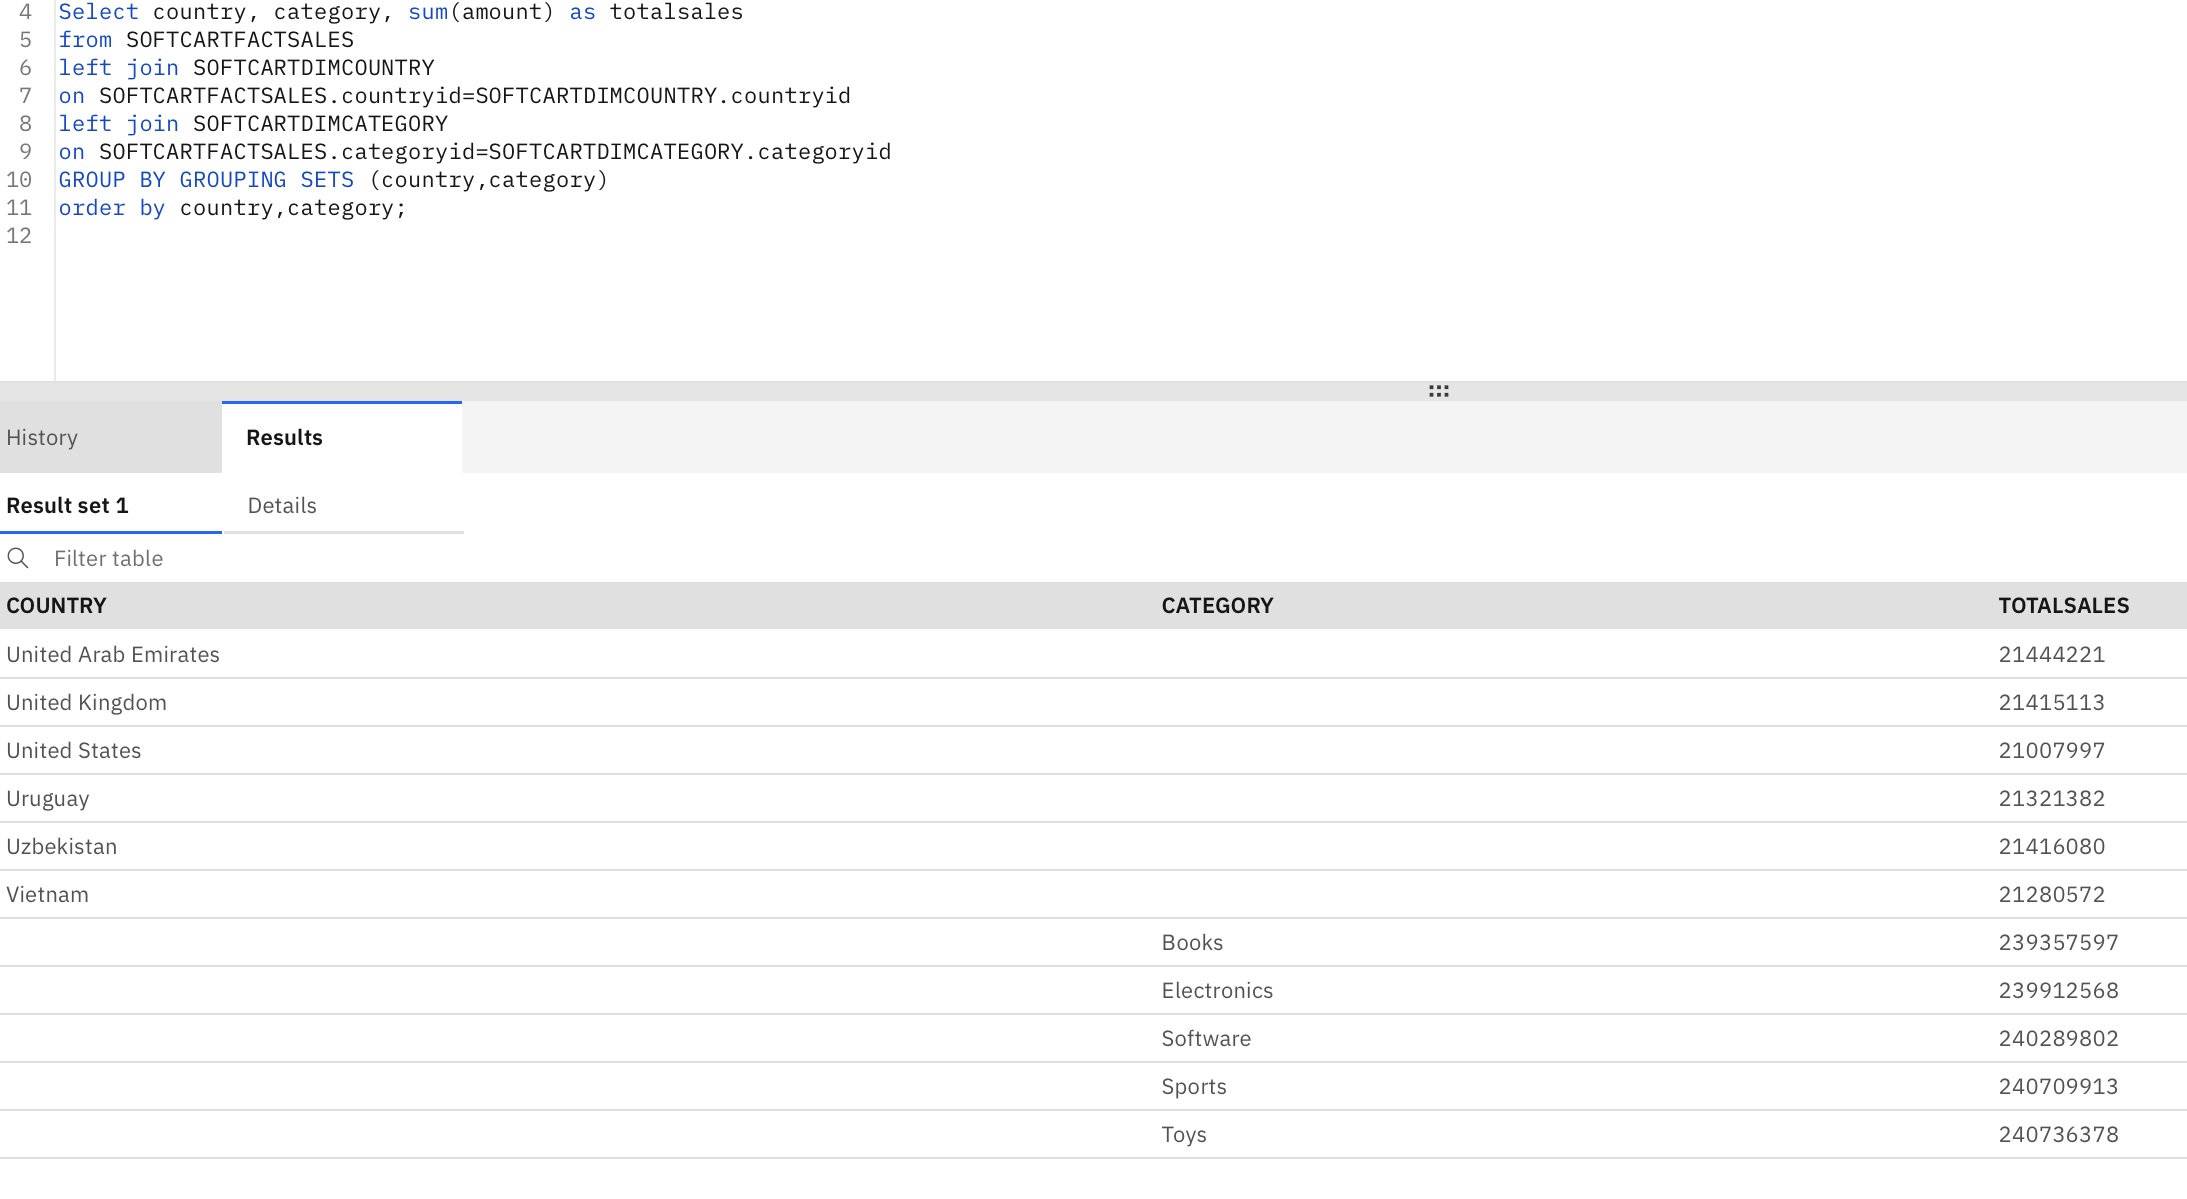 4 Select country, category, sum(amount) as totalsales
5 from SOFTCARTFACTSALES
6 left join SOFTCARTDIMCOUNTRY
7 on SOFTCARTFACTSALES.countryid=SOFTCARTDIMCOUNTRY.countryid
8 left join SOFTCARTDIMCATEGORY
9 on SOFTCARTFACTSALES.categoryid=SOFTCARTDIMCATEGORY.categoryid
10 GROUP BY GROUPING SETS (country,category)
11 order by country,category;
12
History Results
Result set 1 Details
Filter table
COUNTRY CATEGORY TOTALSALES
United Arab Emirates 21444221
United Kingdom 21415113
United States 21007997
Uruguay 21321382
Uzbekistan 21416080
Vietnam 21280572
Books 239357597
Electronics 239912568
Software 240289802
Sports 240709913
Toys 240736378